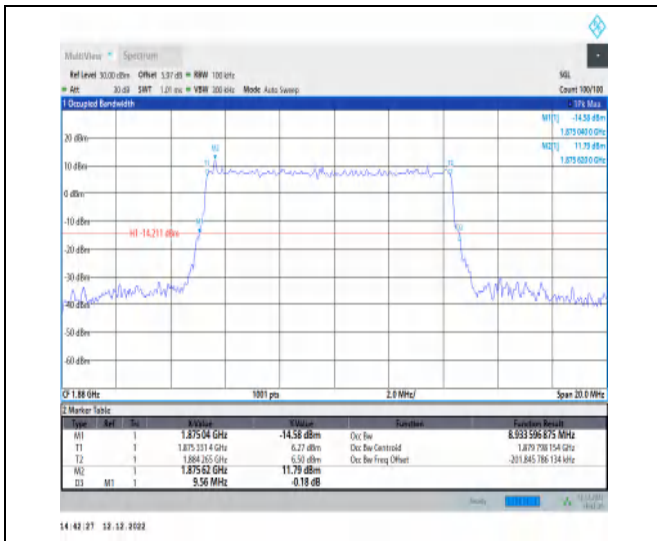 MultiView Spectrum
Ref Level 30.00 dBm Offset 5.37 dB RBW 100 kHz SGL
Att 30 dB SWT 1.01 ms VBW 300 kHz Mode Auto Sweep Count 100/100
1 Occupied Bandwidth 1Pk Max
M1[1] -14.58 dBm
1.875 040 0 GHz
M2[1] 11.79 dBm
1.875 620 0 GHz
20 dBm
10 dBm
0 dBm
-10 dBm
H1 -14.211 dBm
-20 dBm
-30 dBm
-40 dBm
-50 dBm
-60 dBm
M2
T1
T2
CF 1.88 GHz 1001 pts 2.0 MHz/ Span 20.0 MHz
2 Marker Table
Type Ref Trc X-Value Y-Value Function Function Result
M1 1 1.87504 GHz -14.58 dBm Occ Bw 8.933 596 875 MHz
T1 1 1.875 331 4 GHz 6.27 dBm Occ Bw Centroid 1.879 798 154 GHz
T2 1 1.884 265 GHz 6.50 dBm Occ Bw Freq Offset -201.845 786 134 kHz
M2 1 1.87562 GHz 11.79 dBm
D3 M1 1 9.56 MHz -0.18 dB
Ready
14:42:27 12.12.2022